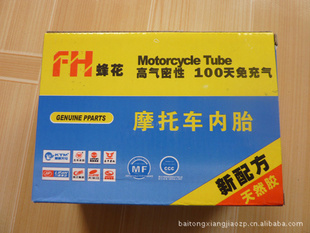 FH 蜂花
Motorcycle Tube
高气密性 100天免充气
GENUINE PPARTS
摩托车内胎
MF
CCC
新配方
天然胶
baitongxiangjiaozp.cn.alibaba.com